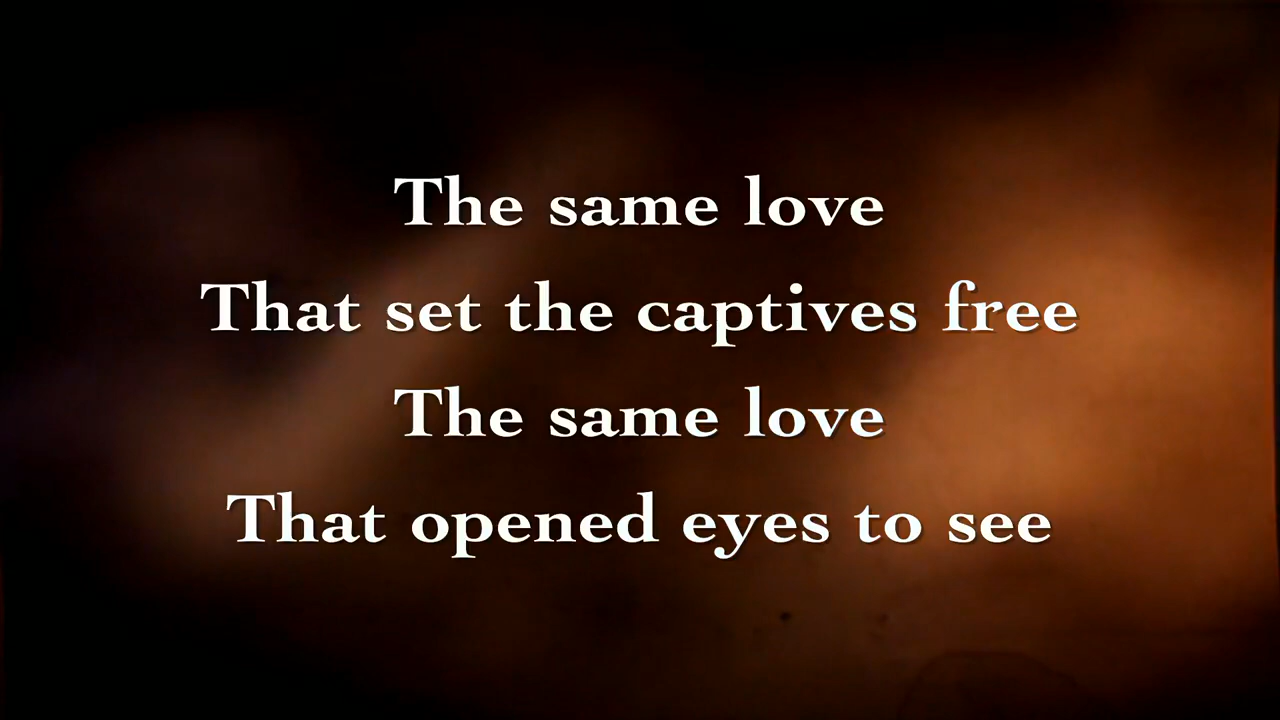 The same love
That set the captives free
The same love
That opened eyes to see